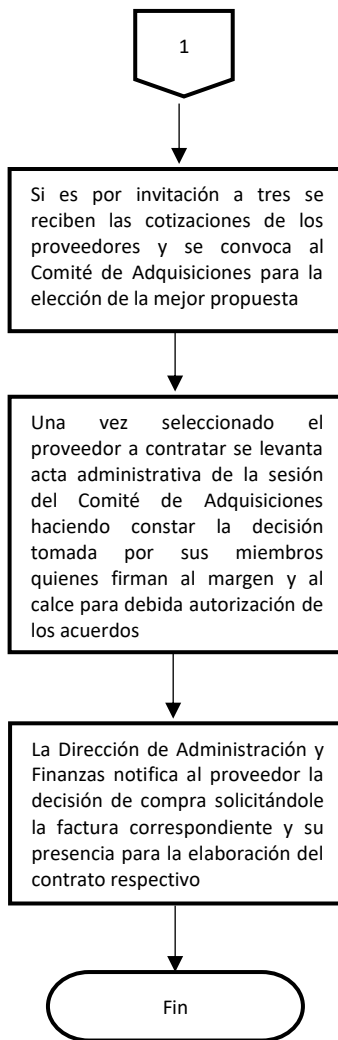 1
Si es por invitación a tres se
reciben las cotizaciones de los
proveedores y se convoca al
Comité de Adquisiciones para la
elección de la mejor propuesta
Una vez seleccionado el
proveedor a contratar se levanta
acta administrativa de la sesión
del Comité de Adquisiciones
haciendo constar la decisión
tomada por sus miembros
quienes firman al margen y al
calce para debida autorización de
los acuerdos
La Dirección de Administración y
Finanzas notifica al proveedor la
decisión de compra solicitándole
la factura correspondiente y su
presencia para la elaboración del
contrato respectivo
Fin